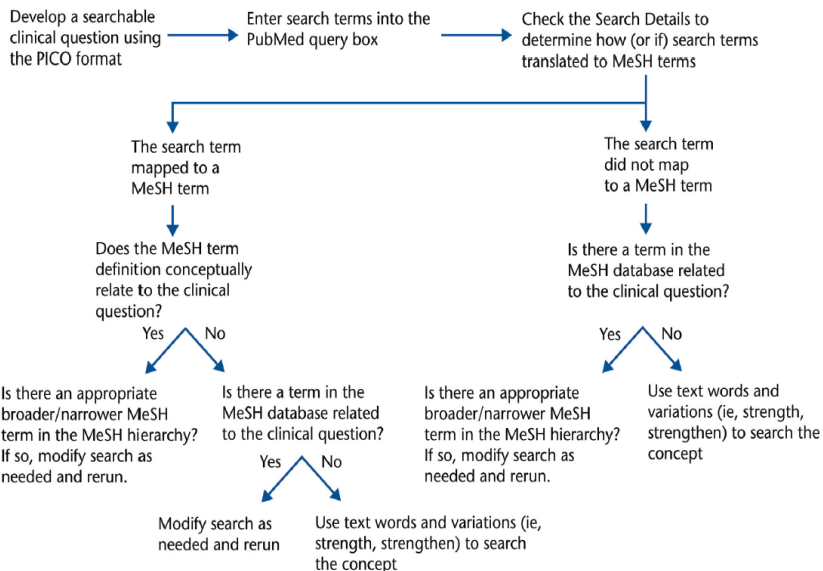 Develop a searchable
clinical question using
the PICO format
Enter search terms into the
PubMed query box
Check the Search Details to
determine how (or if) search terms
translated to MeSH terms
The search term
mapped to a
MeSH term
The search term
did not map
to a MeSH term
Does the MeSH term
definition conceptually
relate to the clinical
question?
Is there a term in the
MeSH database related
to the clinical question?
Yes
No
Yes
No
Is there an appropriate
broader/narrower MeSH
term in the MeSH hierarchy?
If so, modify search as
needed and rerun.
Is there a term in the
MeSH database related
to the clinical question?
Is there an appropriate
broader/narrower MeSH
term in the MeSH hierarchy?
If so, modify search as
needed and rerun.
Use text words and
variations (ie, strength,
strengthen) to search the
concept
Yes
No
Modify search as
needed and rerun
Use text words and variations (ie,
strength, strengthen) to search
the concept